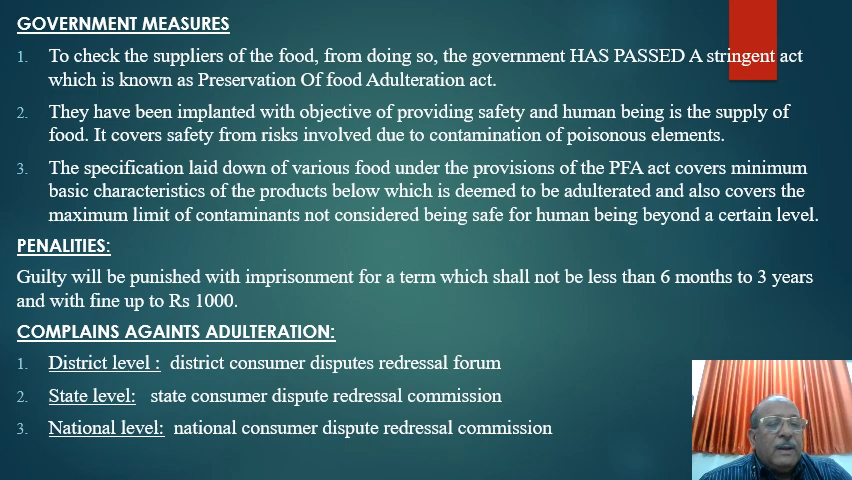 GOVERNMENT MEASURES
1. To check the suppliers of the food, from doing so, the government HAS PASSED A stringent act
which is known as Preservation Of food Adulteration act.
2. They have been implanted with objective of providing safety and human being is the supply of
food. It covers safety from risks involved due to contamination of poisonous elements.
3. The specification laid down of various food under the provisions of the PFA act covers minimum
basic characteristics of the products below which is deemed to be adulterated and also covers the
maximum limit of contaminants not considered being safe for human being beyond a certain level.
PENALITIES:
Guilty will be punished with imprisonment for a term which shall not be less than 6 months to 3 years
and with fine up to Rs 1000.
COMPLAINS AGAINTS ADULTERATION:
1. District level : district consumer disputes redressal forum
2. State level: state consumer dispute redressal commission
3. National level: national consumer dispute redressal commission